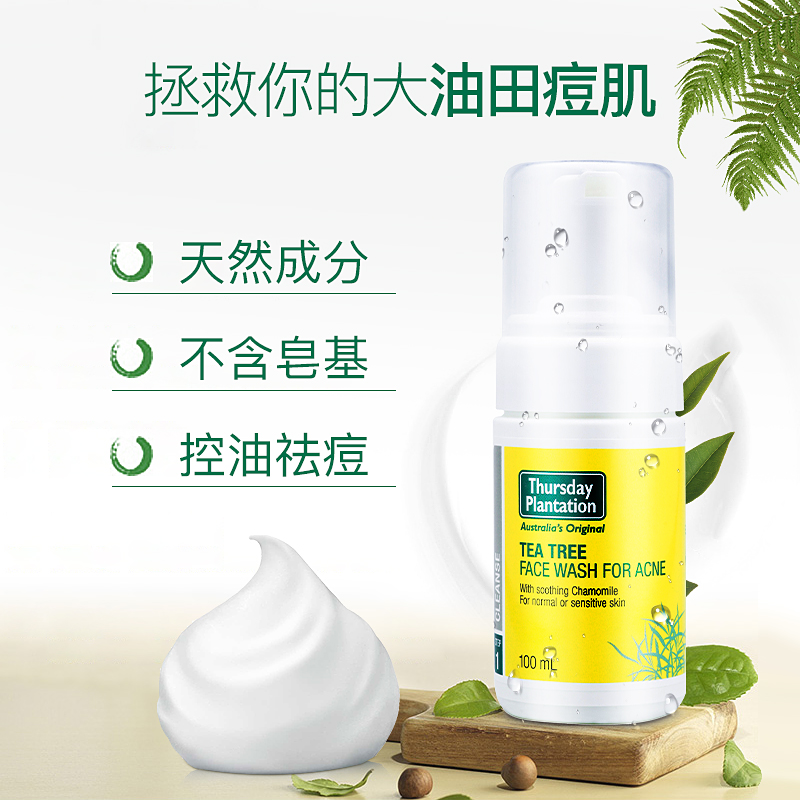 拯救你的大油田痘肌
天然成分
不含皂基
控油祛痘
Thursday
Plantation
Australia's Original
TEA TREE
FACE WASH FOR ACNE
With soothing Chamomile
For normal or sensitive skin
100 mL
CLEANSE
1